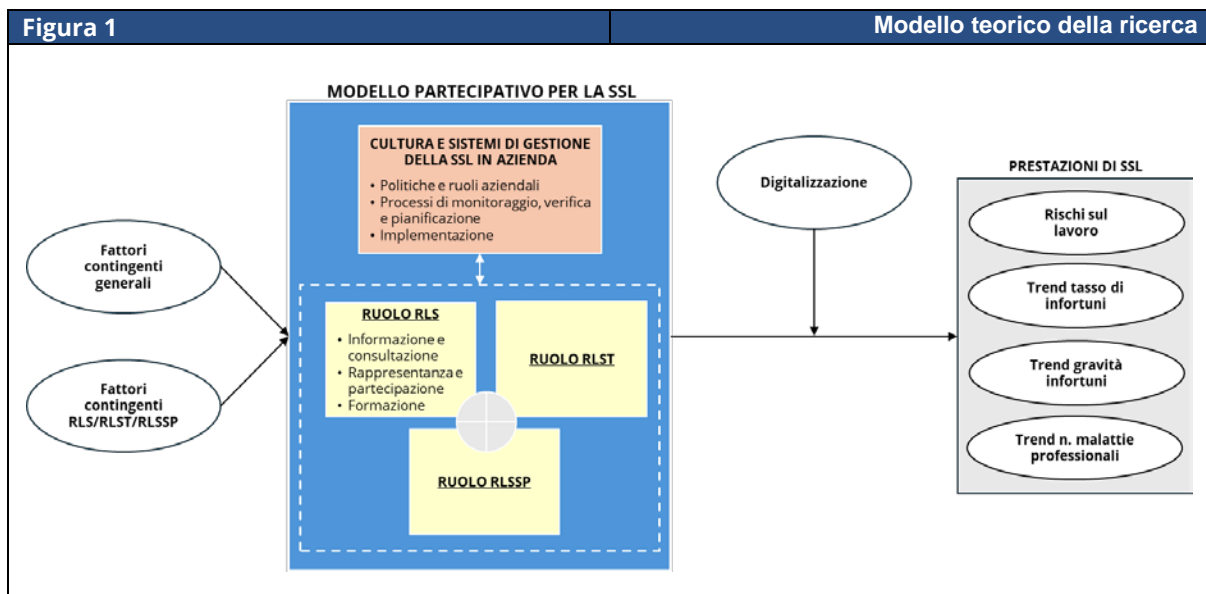 Figura 1
Modello teorico della ricerca
MODELLO PARTECIPATIVO PER LA SSL
CULTURA E SISTEMI DI GESTIONE
DELLA SSL IN AZIENDA
• Politiche e ruoli aziendali
• Processi di monitoraggio, verifica
e pianificazione
• Implementazione
Fattori
contingenti
generali
Fattori
contingenti
RLS/RLST/RLSSP
RUOLO RLS
• Informazione e
consultazione
• Rappresentanza e
partecipazione
• Formazione
RUOLO RLST
RUOLO RLSSP
Digitalizzazione
PRESTAZIONI DI SSL
Rischi sul
lavoro
Trend tasso di
infortuni
Trend gravità
infortuni
Trend n. malattie
professionali